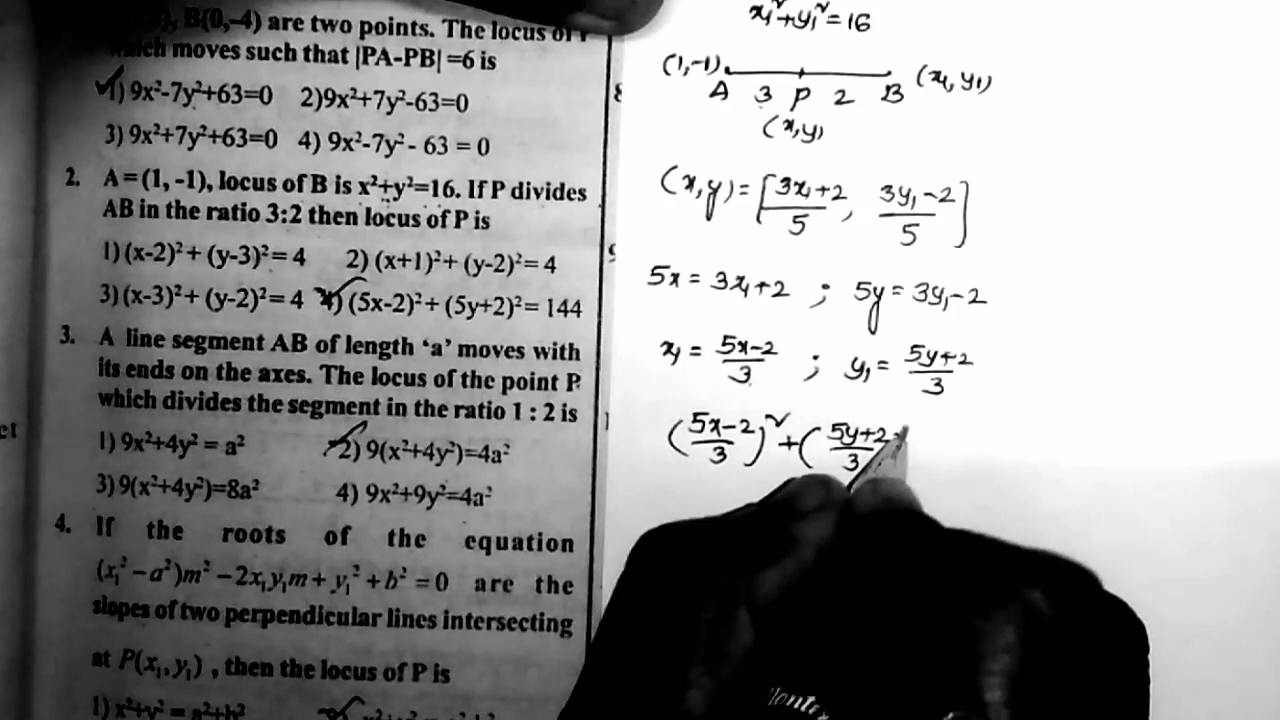 B(0,-4) are two points. The locus of P
which moves such that |PA-PB| =6 is
1) 9x²-7y²+63=0 2)9x²+7y²-63=0
3) 9x²+7y²+63=0 4) 9x²-7y²- 63 = 0
2. A=(1, -1), locus of B is x²+y²=16. If P divides
AB in the ratio 3:2 then locus of P is
1) (x-2)²+ (y-3)²= 4 2) (x+1)²+ (y-2)²= 4
3) (x-3)²+ (y-2)²= 4 4) (5x-2)²+ (5y+2)²= 144
3. A line segment AB of length ‘a’ moves with
its ends on the axes. The locus of the point P
which divides the segment in the ratio 1 : 2 is
1) 9x²+4y² = a² 2) 9(x²+4y²)=4a²
3) 9(x²+4y²)=8a² 4) 9x²+9y²=4a²
4. If the roots of the equation
(x₁²-a²)m²-2x₁y₁m+y₁²+b²=0 are the
slopes of two perpendicular lines intersecting
at P(x₁,y₁) , then the locus of P is
1) x²+y² = a²+b²
ct
x₁²+y₁²=16
(1,-1) (x₁, y₁)
A 3 P 2 B
(x,y)
(x,y)=[3x₁+2/5, 3y₁-2/5]
5x = 3x₁+2 ; 5y = 3y₁-2
x₁ = 5x-2/3 ; y₁ = 5y+2/3
(5x-2/3)²+(5y+2/3